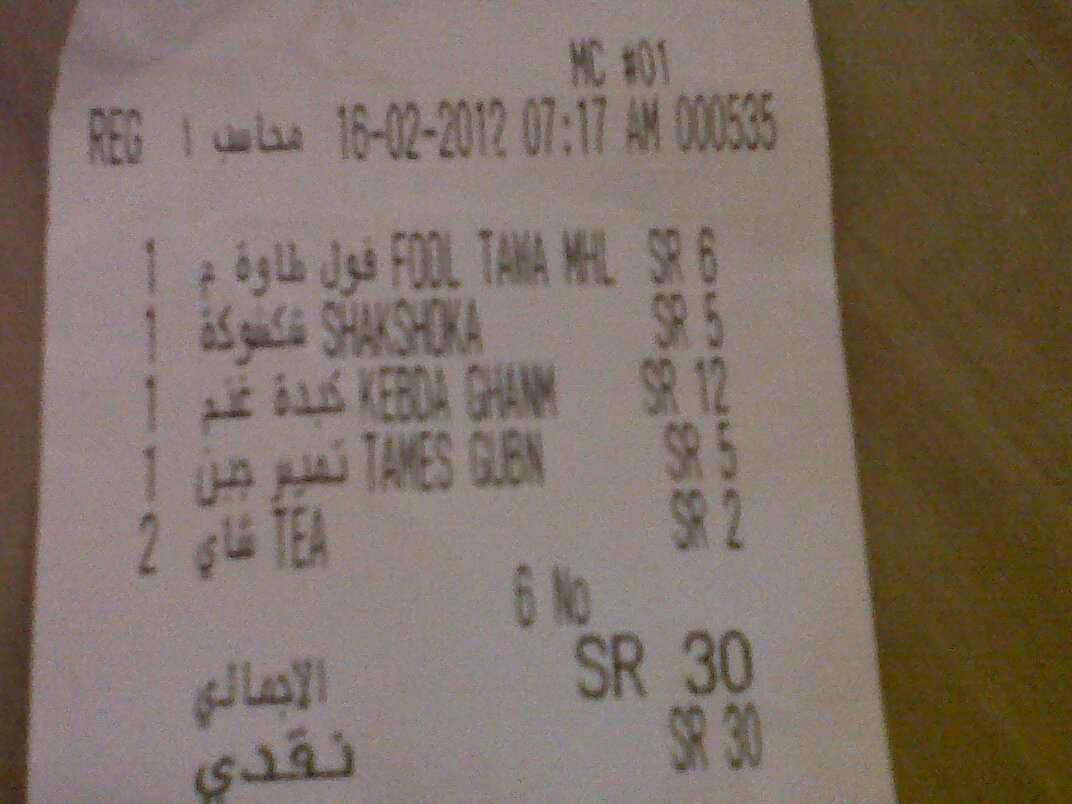 MC #01
REG محاسب 1 16-02-2012 07:17 AM 000535
1 فول طاوة م FOOL TAWA MHL SR 6
1 شكشوكة SHAKSHOKA SR 5
1 كبدة غنم KEBDA GHANM SR 12
1 تميم جبن TAMES GUBN SR 5
2 شاي TEA SR 2
6 No
الاجمالي SR 30
نقدي SR 30